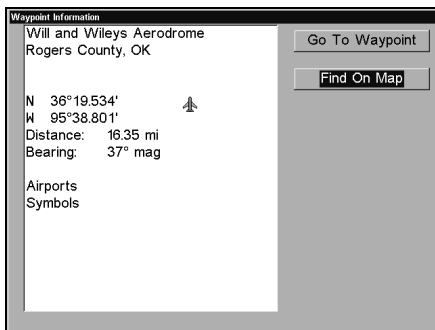 Waypoint Information
Will and Wileys Aerodrome
Rogers County, OK
N 36°19.534'
W 95°38.801'
Distance: 16.35 mi
Bearing: 37° mag
Airports
Symbols
Go To Waypoint
Find On Map